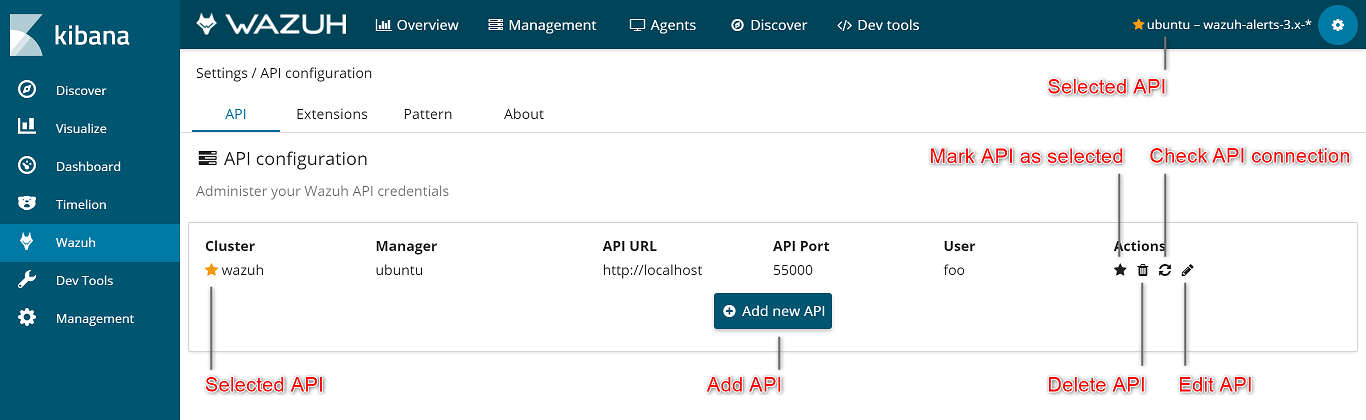 kibana
Discover
Visualize
Dashboard
Timelion
Wazuh
Dev Tools
Management
WAZUH Overview Management Agents Discover Dev tools ubuntu – wazuh-alerts-3.x-*
Selected API
Settings / API configuration
API Extensions Pattern About
Mark API as selected Check API connection
API configuration
Administer your Wazuh API credentials
Cluster Manager API URL API Port User Actions
wazuh ubuntu http://localhost 55000 foo
Add new API
Selected API Add API Delete API Edit API